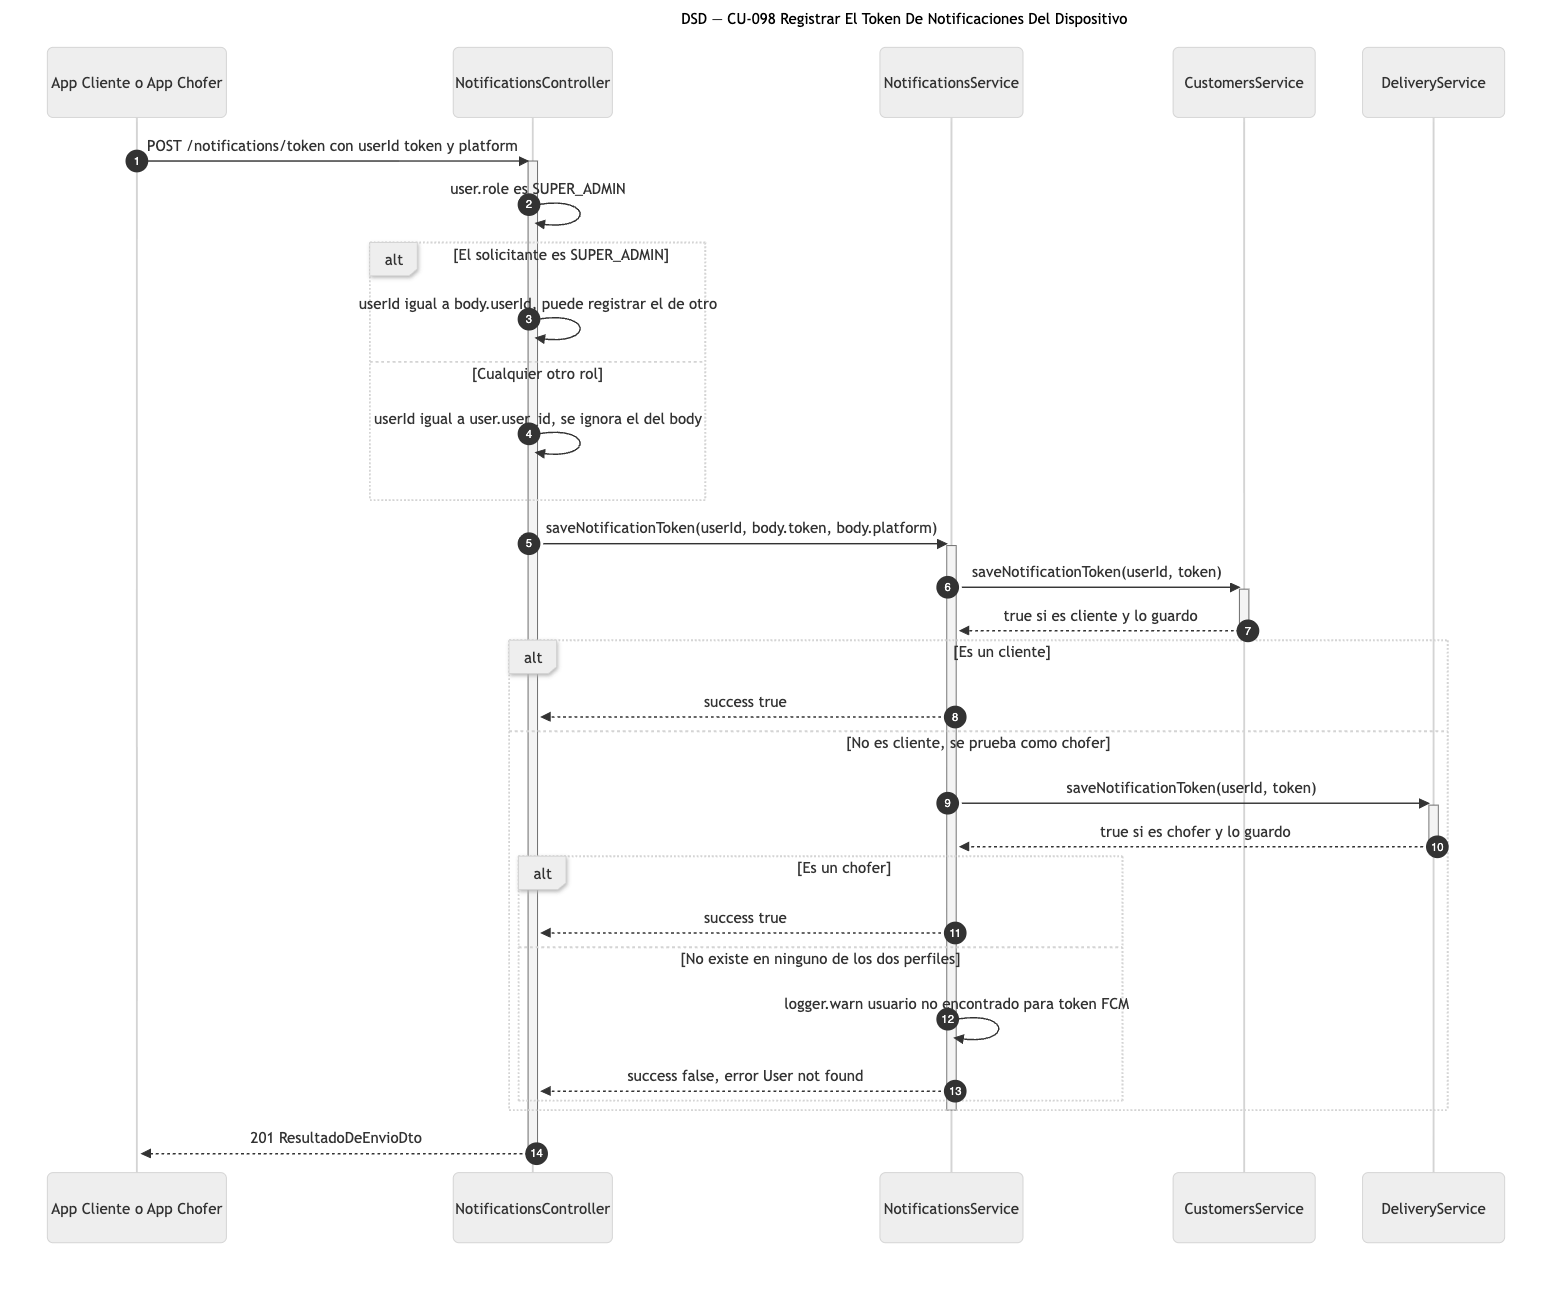 DSD — CU-098 Registrar El Token De Notificaciones Del Dispositivo
App Cliente o App Chofer
NotificationsController
NotificationsService
CustomersService
DeliveryService
POST /notifications/token con userId token y platform
1
user.role es SUPER_ADMIN
2
alt
[El solicitante es SUPER_ADMIN]
userId igual a body.userId, puede registrar el de otro
3
[Cualquier otro rol]
userId igual a user.user_id, se ignora el del body
4
saveNotificationToken(userId, body.token, body.platform)
5
saveNotificationToken(userId, token)
6
true si es cliente y lo guardo
7
alt
[Es un cliente]
success true
8
[No es cliente, se prueba como chofer]
saveNotificationToken(userId, token)
9
true si es chofer y lo guardo
10
alt
[Es un chofer]
success true
11
[No existe en ninguno de los dos perfiles]
logger.warn usuario no encontrado para token FCM
12
success false, error User not found
13
201 ResultadoDeEnvioDto
14
App Cliente o App Chofer
NotificationsController
NotificationsService
CustomersService
DeliveryService